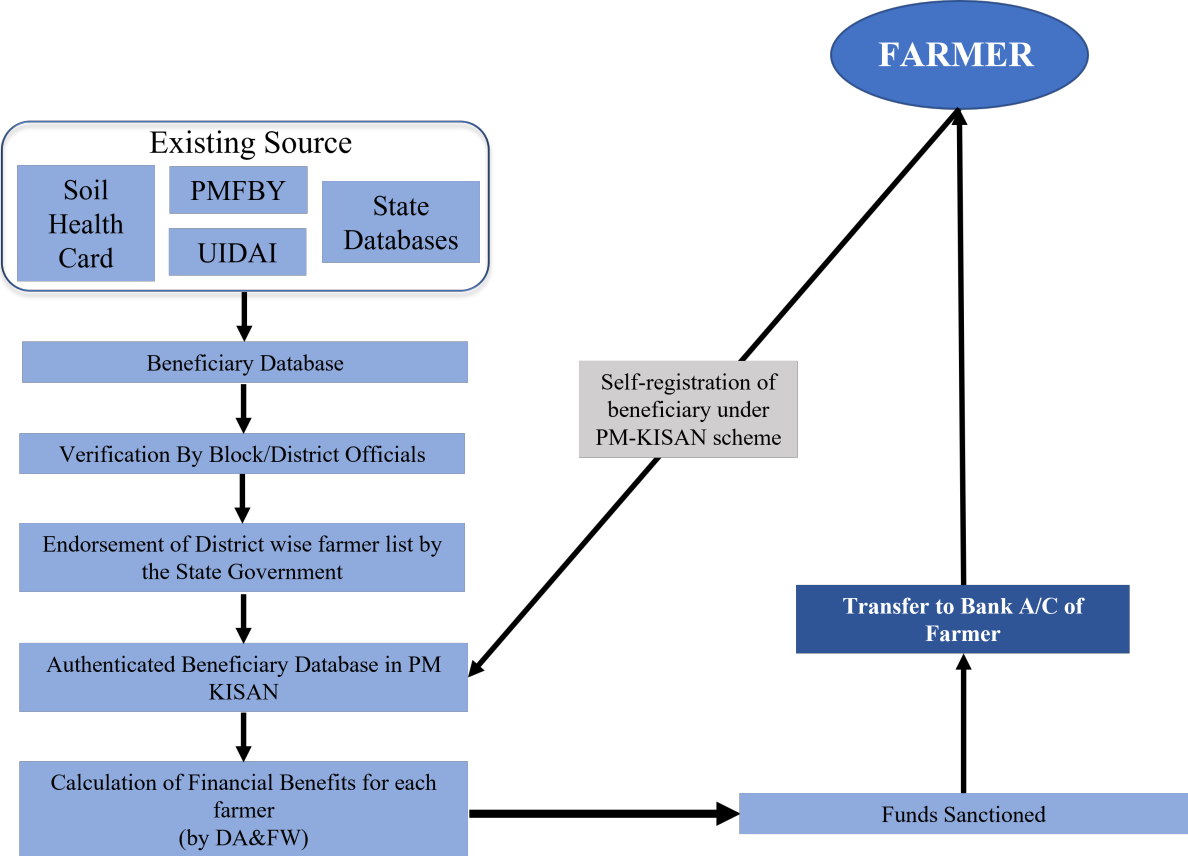 FARMER
Existing Source
Soil
Health
Card
PMFBY
UIDAI
State
Databases
Beneficiary Database
Verification By Block/District Officials
Endorsement of District wise farmer list by
the State Government
Authenticated Beneficiary Database in PM
KISAN
Calculation of Financial Benefits for each
farmer
(by DA&FW)
Self-registration of
beneficiary under
PM-KISAN scheme
Transfer to Bank A/C of
Farmer
Funds Sanctioned